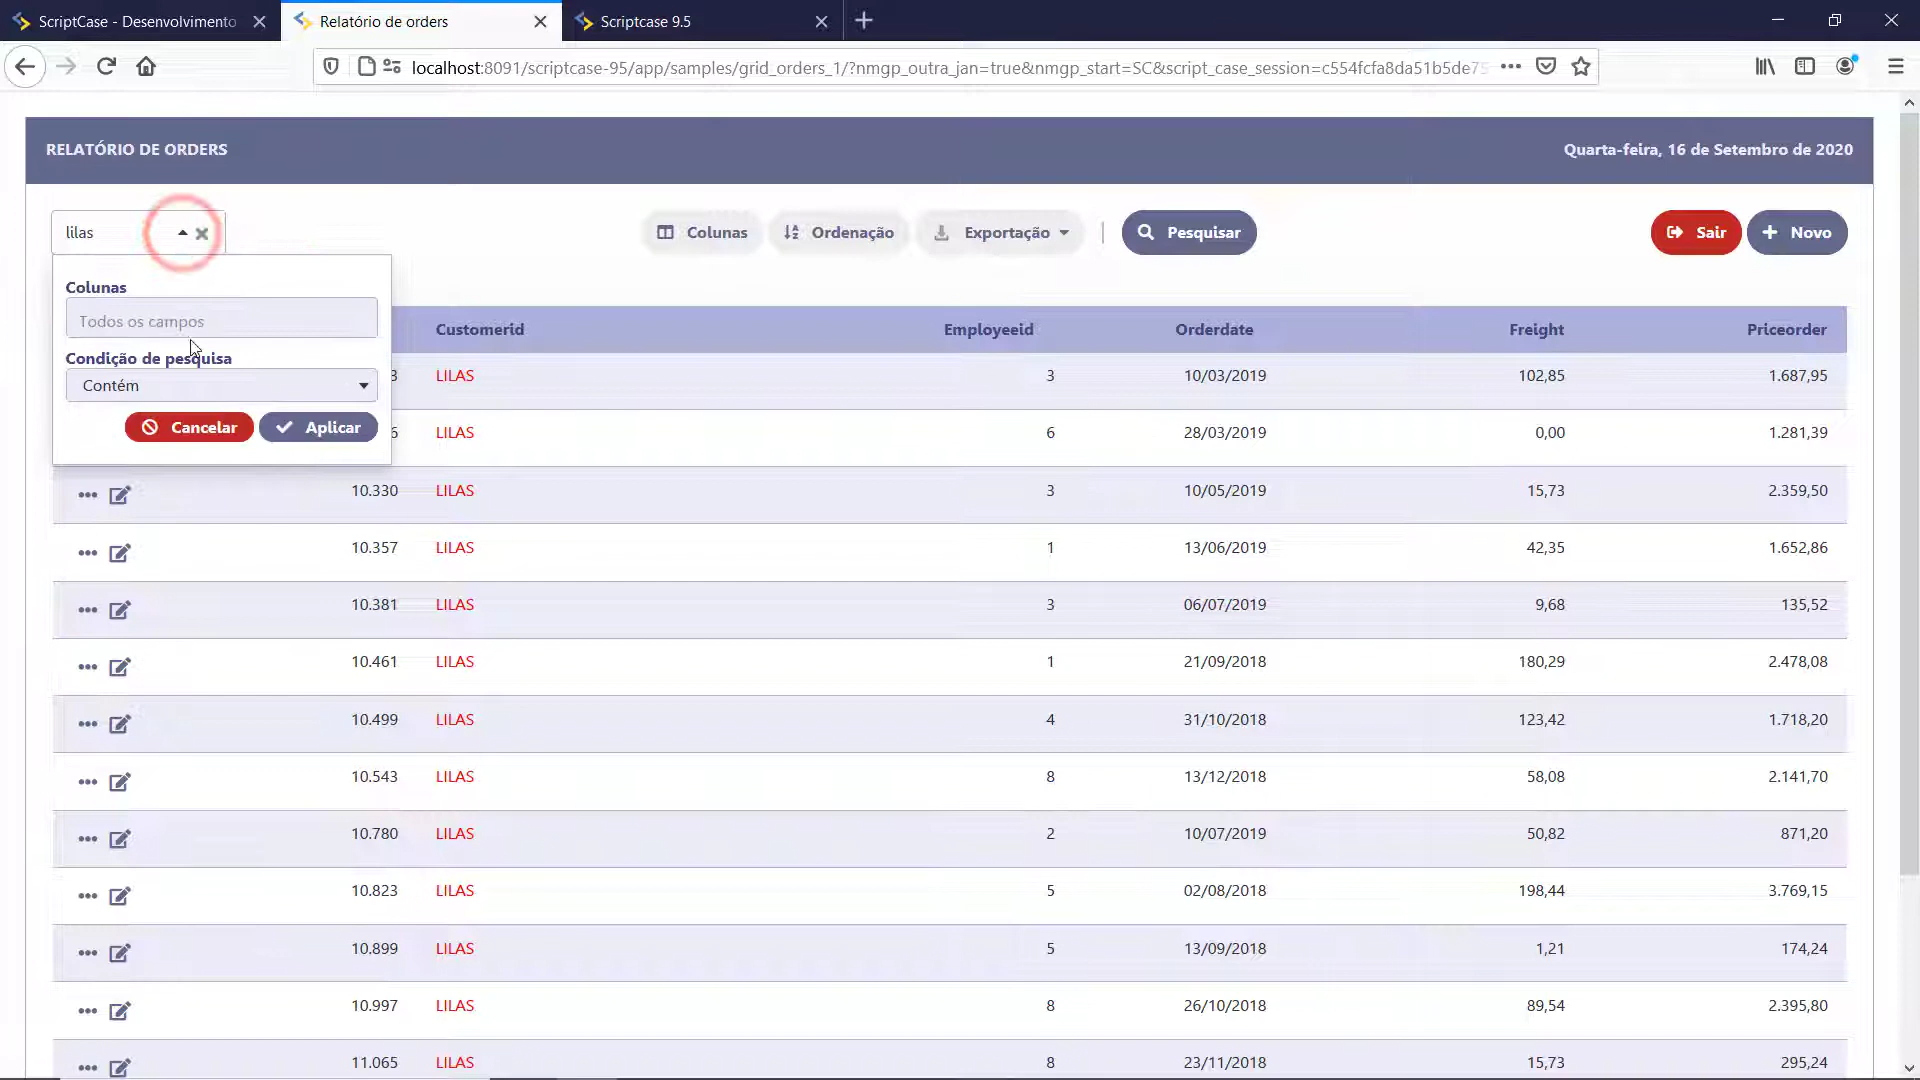 ScriptCase - Desenvolvimento
Relatório de orders
Scriptcase 9.5
localhost:8091/scriptcase-95/app/samples/grid_orders_1/?nmgp_outra_jan=true&nmgp_start=SC&script_case_session=c554fcfa8da51b5de75
RELATÓRIO DE ORDERS
Quarta-feira, 16 de Setembro de 2020
lilas
Colunas
Ordenação
Exportação
Pesquisar
Sair
Novo
Colunas
Todos os campos
Condição de pesquisa
Contém
Cancelar
Aplicar
Customerid Employeeid Orderdate Freight Priceorder
3 LILAS 3 10/03/2019 102,85 1.687,95
6 LILAS 6 28/03/2019 0,00 1.281,39
10.330 LILAS 3 10/05/2019 15,73 2.359,50
10.357 LILAS 1 13/06/2019 42,35 1.652,86
10.381 LILAS 3 06/07/2019 9,68 135,52
10.461 LILAS 1 21/09/2018 180,29 2.478,08
10.499 LILAS 4 31/10/2018 123,42 1.718,20
10.543 LILAS 8 13/12/2018 58,08 2.141,70
10.780 LILAS 2 10/07/2019 50,82 871,20
10.823 LILAS 5 02/08/2018 198,44 3.769,15
10.899 LILAS 5 13/09/2018 1,21 174,24
10.997 LILAS 8 26/10/2018 89,54 2.395,80
11.065 LILAS 8 23/11/2018 15,73 295,24